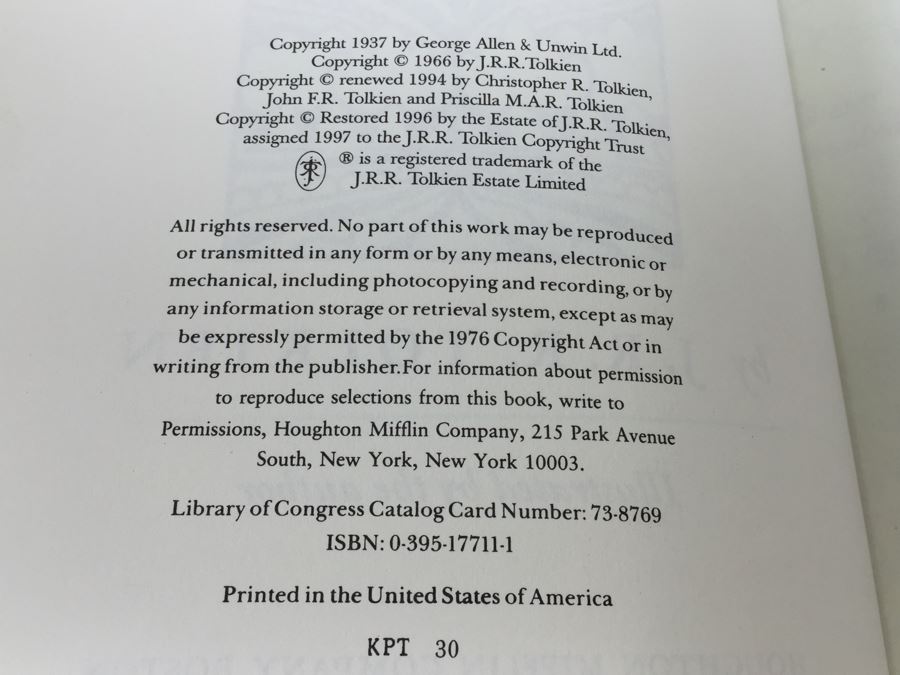 Copyright 1937 by George Allen & Unwin Ltd.
Copyright © 1966 by J.R.R.Tolkien
Copyright © renewed 1994 by Christopher R. Tolkien,
John F.R. Tolkien and Priscilla M.A.R. Tolkien
Copyright © Restored 1996 by the Estate of J.R.R. Tolkien,
assigned 1997 to the J.R.R. Tolkien Copyright Trust
® is a registered trademark of the
J.R.R. Tolkien Estate Limited
All rights reserved. No part of this work may be reproduced
or transmitted in any form or by any means, electronic or
mechanical, including photocopying and recording, or by
any information storage or retrieval system, except as may
be expressly permitted by the 1976 Copyright Act or in
writing from the publisher.For information about permission
to reproduce selections from this book, write to
Permissions, Houghton Mifflin Company, 215 Park Avenue
South, New York, New York 10003.
Library of Congress Catalog Card Number: 73-8769
ISBN: 0-395-17711-1
Printed in the United States of America
KPT 30